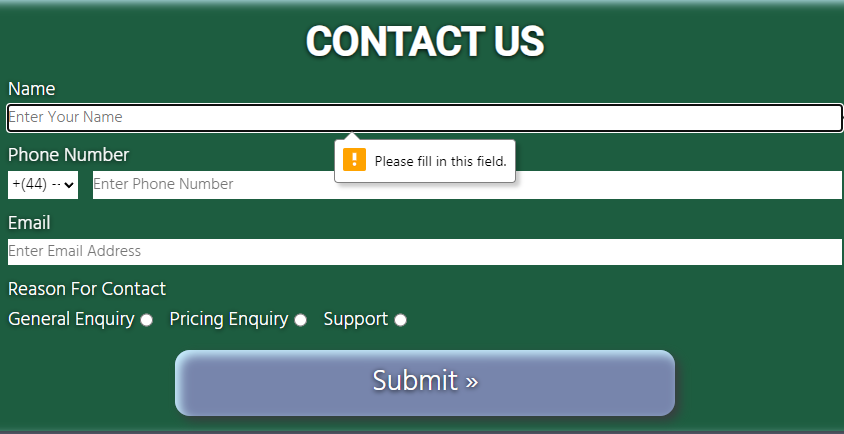 CONTACT US
Name
Enter Your Name
Please fill in this field.
Phone Number
+(44) -- Enter Phone Number
Email
Enter Email Address
Reason For Contact
General Enquiry Pricing Enquiry Support
Submit »